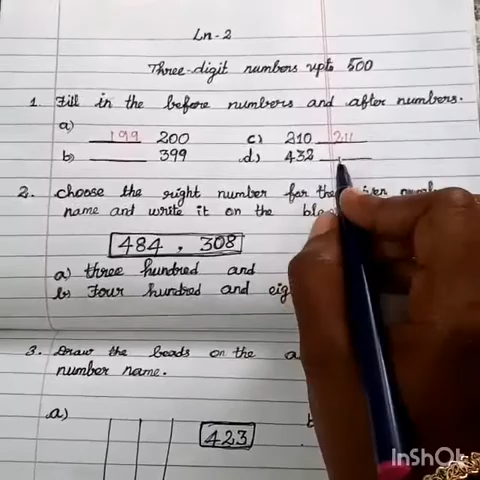 Ln-2
Three-digit numbers upto 500
1. Fill in the before numbers and after numbers.
a) 199 200 c) 210 211
b) ____ 399 d) 432 ____
2. choose the right number for the
name and write it on the
484, 308
a) three hundred and
b) Four hundred and
3. Draw the beads on the
number name.
a) 423
InShOt